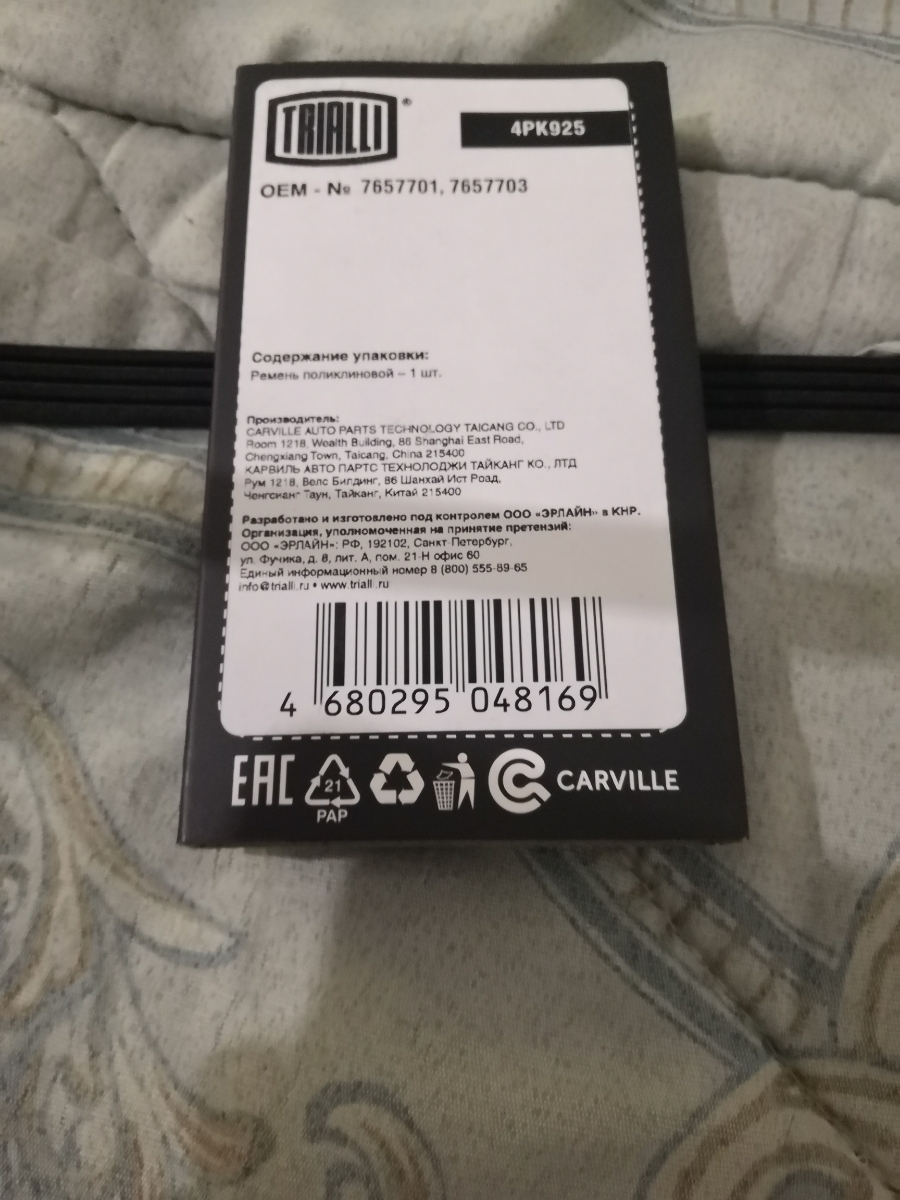 TRIALLI ®
4PK925
OEM - № 7657701, 7657703
Содержание упаковки:
Ремень поликлиновой – 1 шт.
Производитель:
CARVILLE AUTO PARTS TECHNOLOGY TAICANG CO., LTD
Room 1218, Wealth Building, 86 Shanghai East Road,
Chengxiang Town, Taicang, China 215400
КАРВИЛЬ АВТО ПАРТС ТЕХНОЛОДЖИ ТАЙКАНГ КО., ЛТД
Рум 1218, Велс Билдинг, 86 Шанхай Ист Роад,
Ченгсианг Таун, Тайканг, Китай 215400
Разработано и изготовлено под контролем ООО «ЭРЛАЙН» в КНР.
Организация, уполномоченная на принятие претензий:
ООО «ЭРЛАЙН»: РФ, 192102, Санкт-Петербург,
ул. Фучика, д. 8, лит. А, пом. 21-Н офис 60
Единый информационный номер 8 (800) 555-89-65
info@trialli.ru • www.trialli.ru
4 680295 048169
EAC
21
PAP
CARVILLE